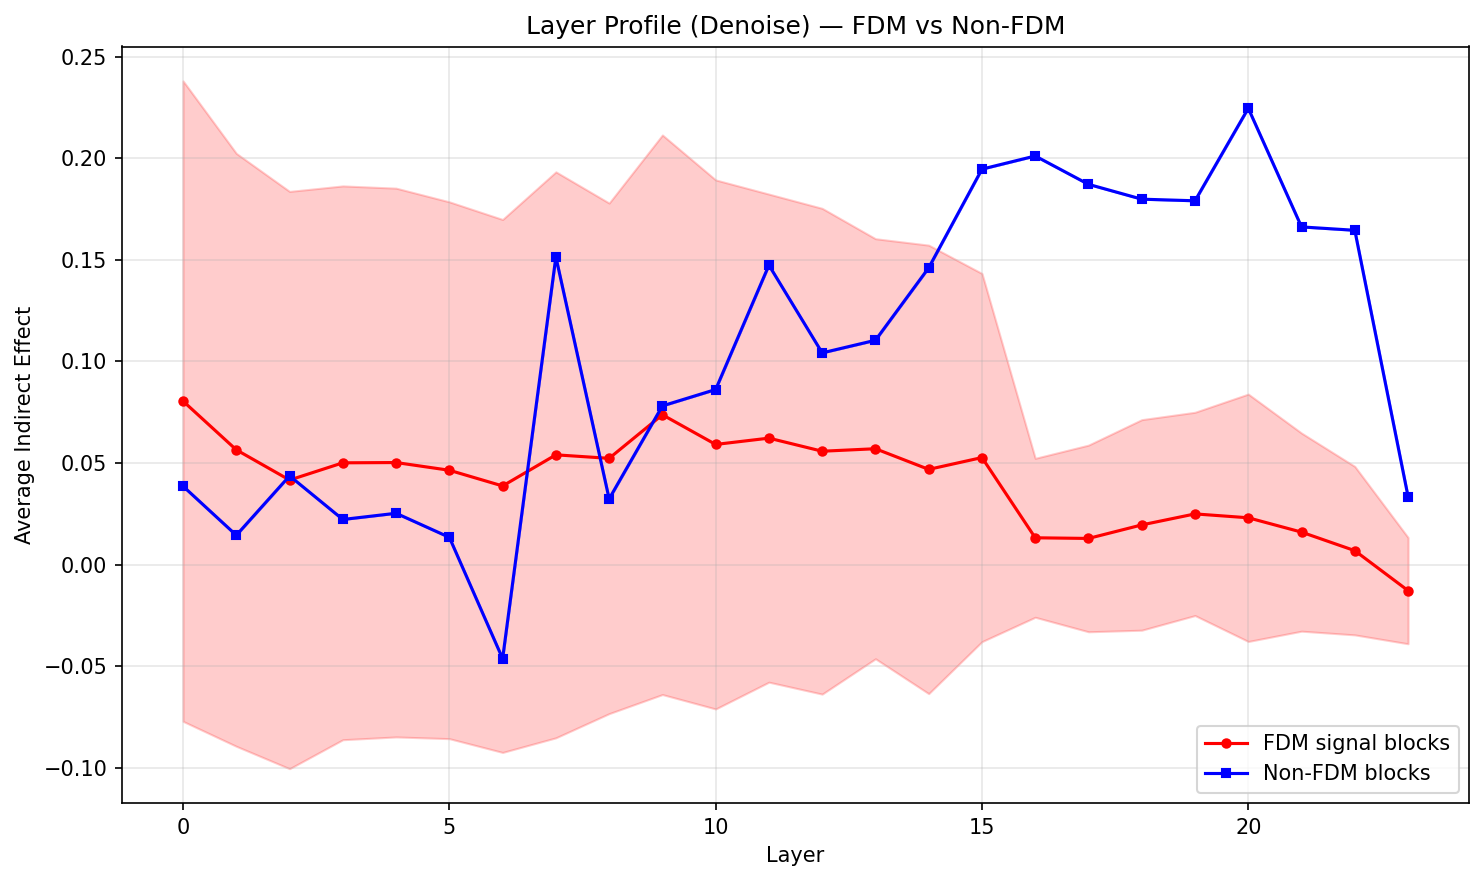 Layer Profile (Denoise) — FDM vs Non-FDM
Average Indirect Effect
0.25
0.20
0.15
0.10
0.05
0.00
−0.05
−0.10
FDM signal blocks
Non-FDM blocks
0 5 10 15 20
Layer